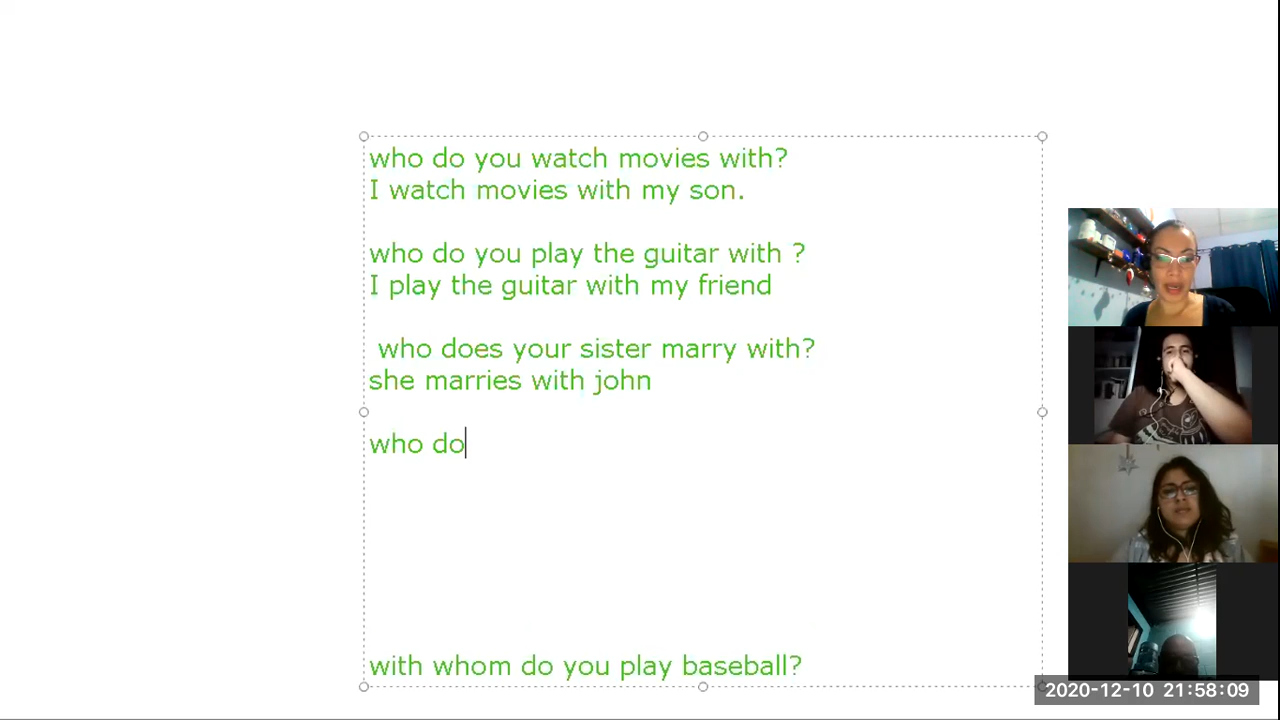 who do you watch movies with?
I watch movies with my son.
who do you play the guitar with ?
I play the guitar with my friend
who does your sister marry with?
she marries with john
who do
with whom do you play baseball?
2020-12-10 21:58:09